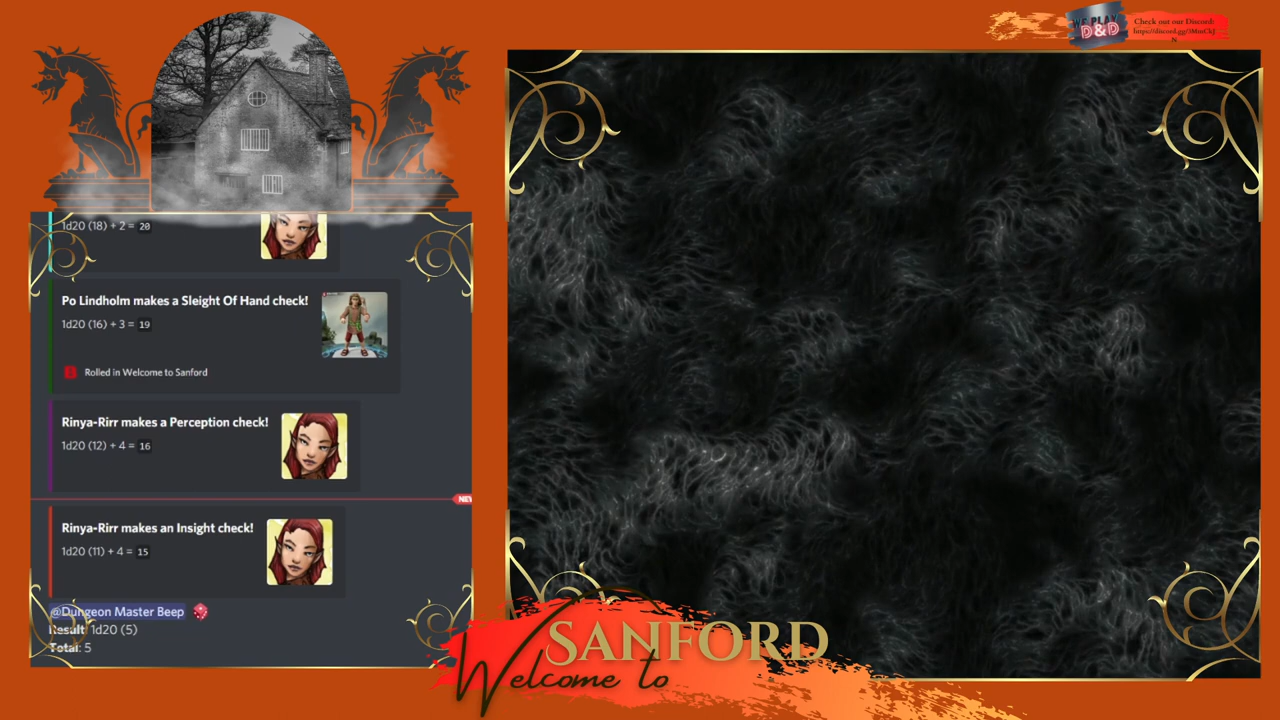 WE PLAY
D&D
Check out our Discord:
1d20 (18) + 2 = 20
Po Lindholm makes a Sleight Of Hand check!
1d20 (16) + 3 = 19
Rolled in Welcome to Sanford
Rinya-Rirr makes a Perception check!
1d20 (12) + 4 = 16
NEW
Rinya-Rirr makes an Insight check!
1d20 (11) + 4 = 15
@Dungeon Master Beep
Result: 1d20 (5)
Total: 5
Welcome to
SANFORD